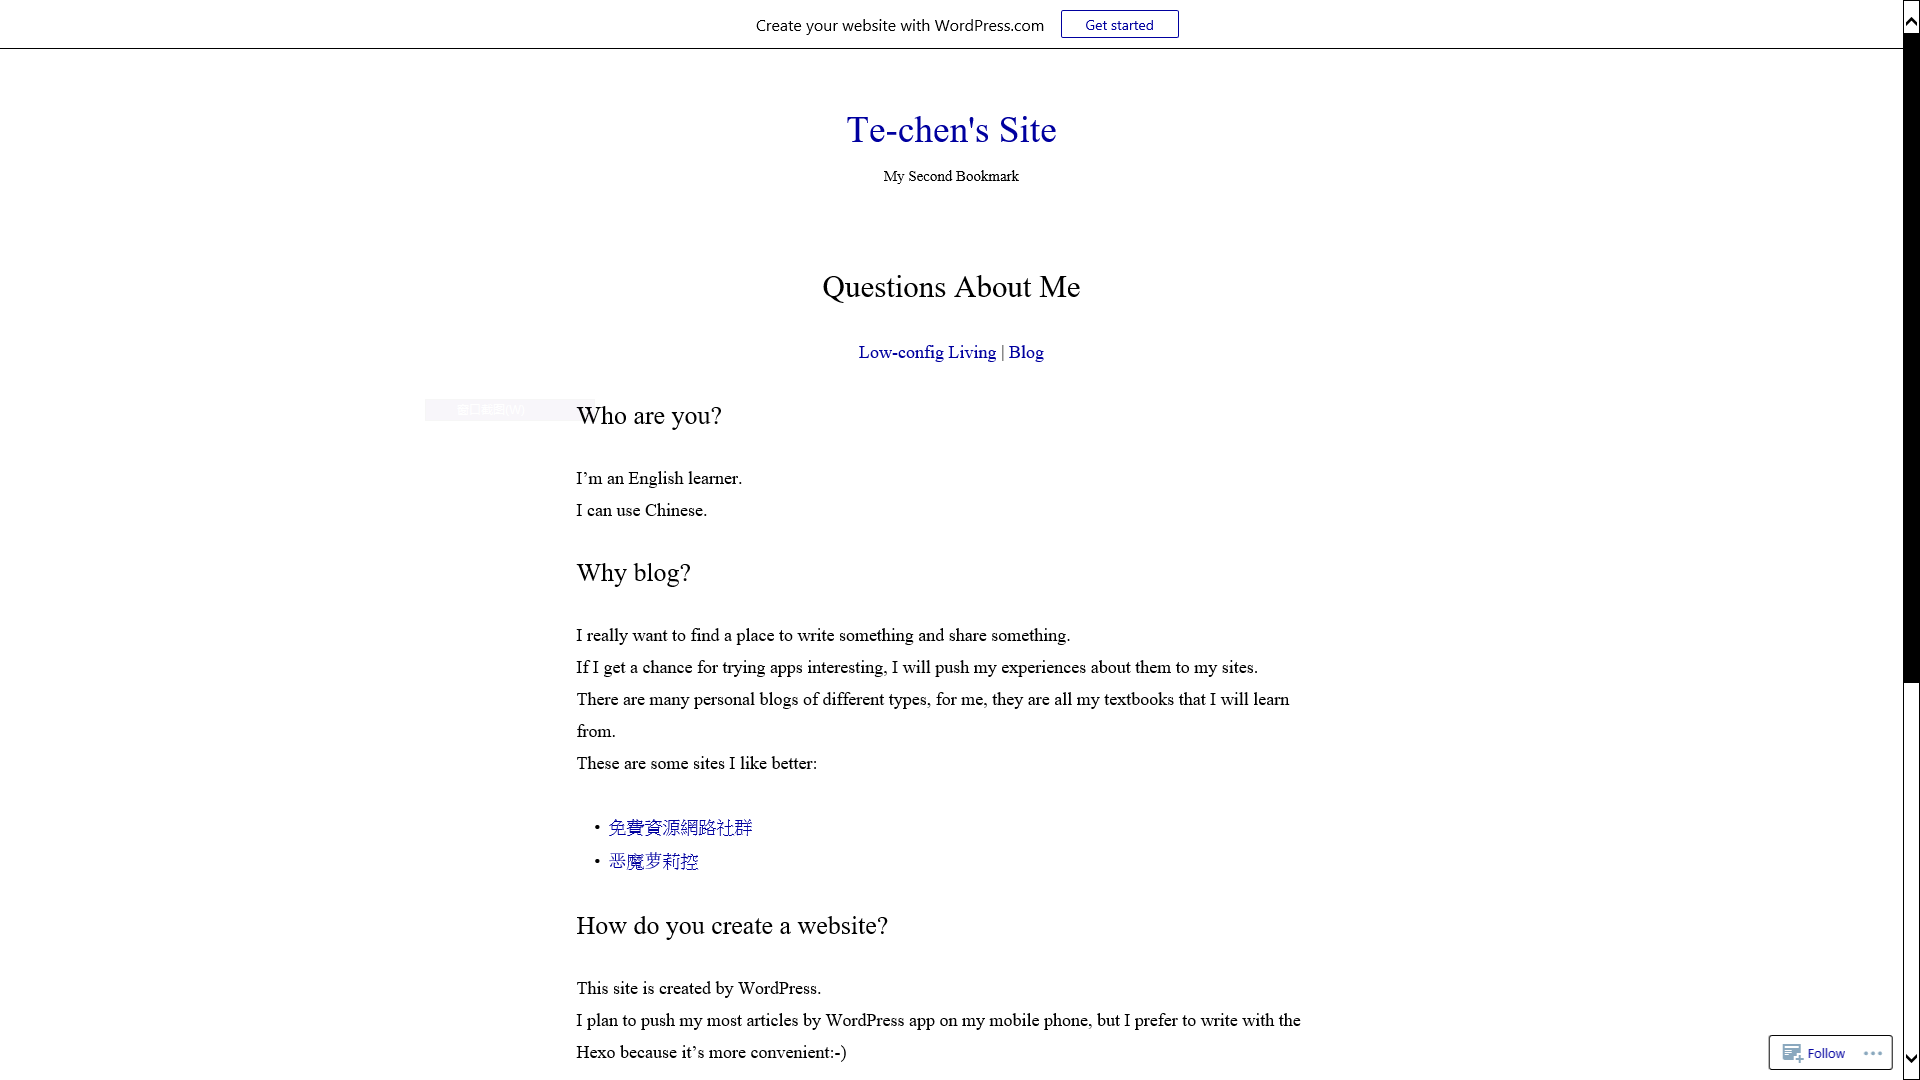 Create your website with WordPress.com Get started
Te-chen's Site
My Second Bookmark
Questions About Me
Low-config Living | Blog
Who are you?
I’m an English learner.
I can use Chinese.
Why blog?
I really want to find a place to write something and share something.
If I get a chance for trying apps interesting, I will push my experiences about them to my sites.
There are many personal blogs of different types, for me, they are all my textbooks that I will learn
from.
These are some sites I like better:
• 免費資源網路社群
• 恶魔萝莉控
How do you create a website?
This site is created by WordPress.
I plan to push my most articles by WordPress app on my mobile phone, but I prefer to write with the
Hexo because it’s more convenient:-)
Follow